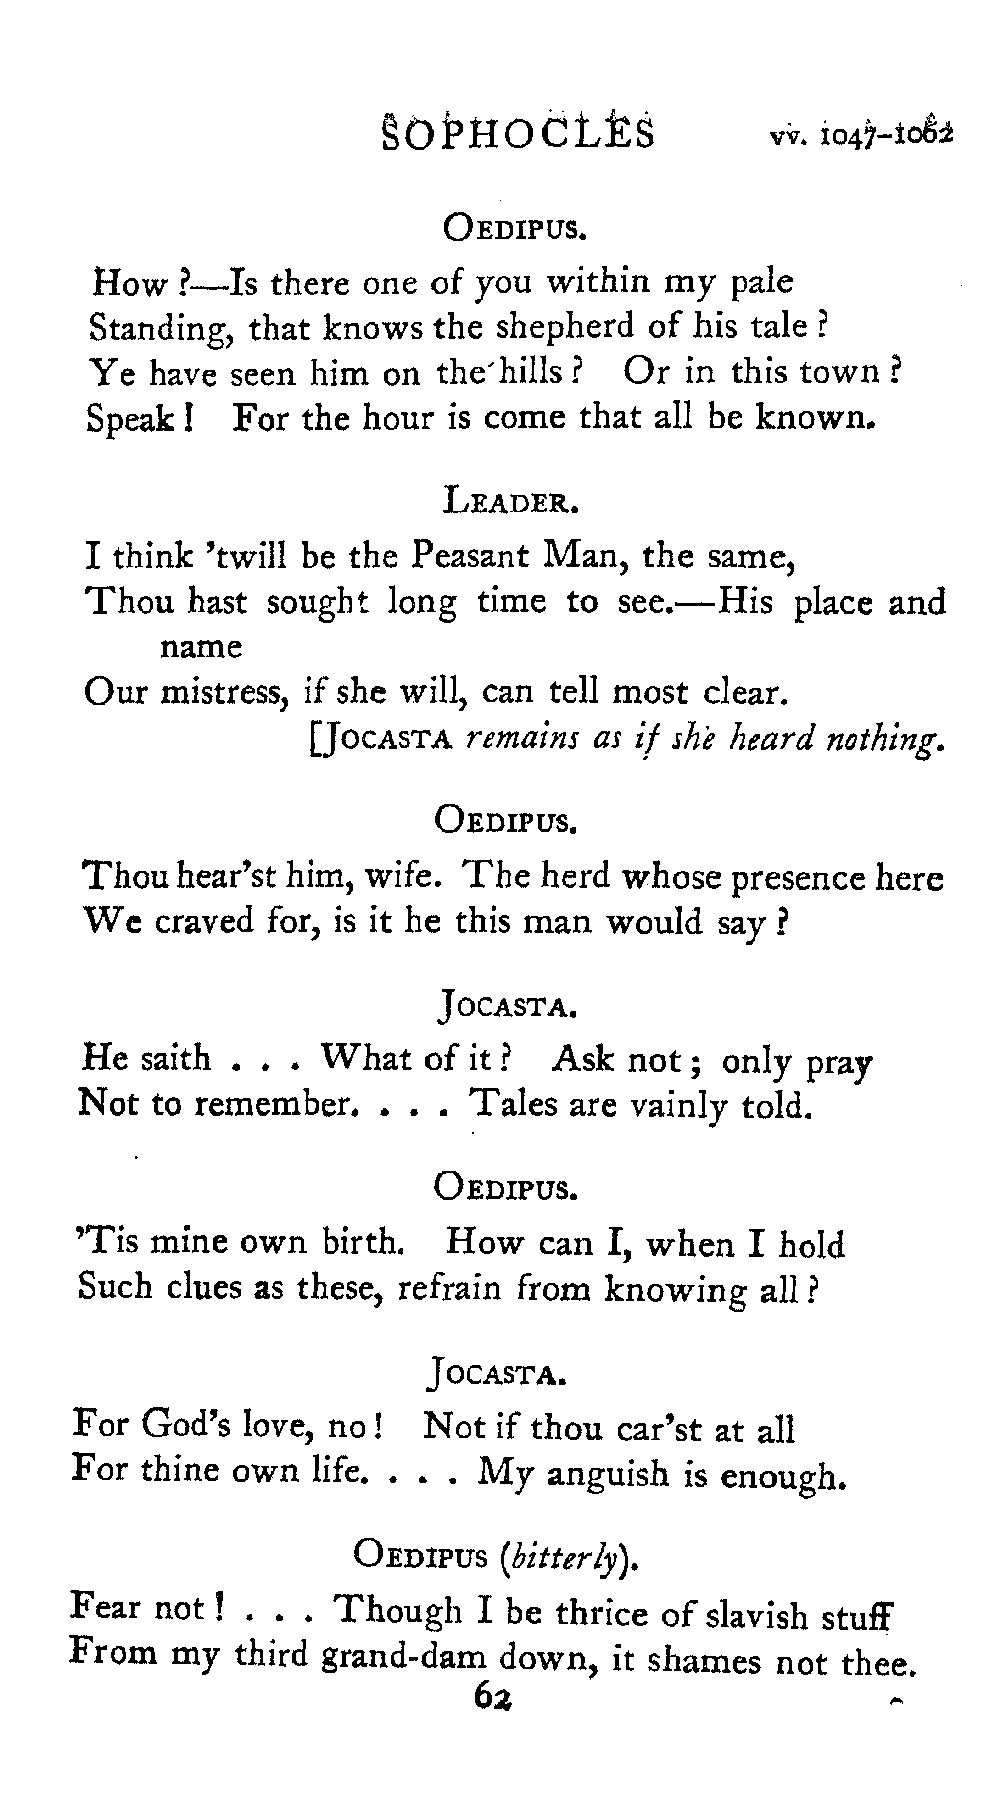 SOPHOCLES vv. 1047–1062
OEDIPUS.
How ?—Is there one of you within my pale
Standing, that knows the shepherd of his tale ?
Ye have seen him on the hills ? Or in this town ?
Speak ! For the hour is come that all be known.
LEADER.
I think ’twill be the Peasant Man, the same,
Thou hast sought long time to see.—His place and
name
Our mistress, if she will, can tell most clear.
[JOCASTA remains as if she heard nothing.
OEDIPUS.
Thou hear’st him, wife. The herd whose presence here
We craved for, is it he this man would say ?
JOCASTA.
He saith . . . What of it ? Ask not ; only pray
Not to remember. . . . Tales are vainly told.
OEDIPUS.
’Tis mine own birth. How can I, when I hold
Such clues as these, refrain from knowing all ?
JOCASTA.
For God’s love, no ! Not if thou car’st at all
For thine own life. . . . My anguish is enough.
OEDIPUS (bitterly).
Fear not ! . . . Though I be thrice of slavish stuff
From my third grand-dam down, it shames not thee.
62